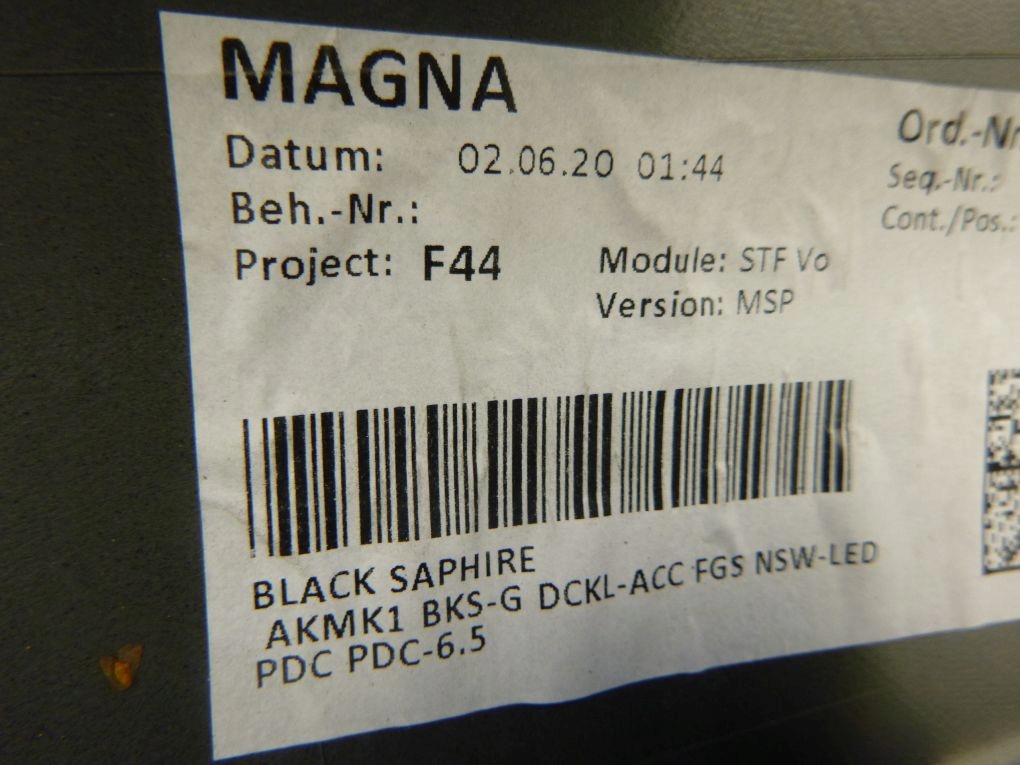 MAGNA
Datum: 02.06.20 01:44
Beh.-Nr.:
Project: F44
Module: STF Vo
Version: MSP
Ord.-Nr
Seq.-Nr.:
Cont./Pos.:
BLACK SAPHIRE
AKMK1 BKS-G DCKL-ACC FGS NSW-LED
PDC PDC-6.5